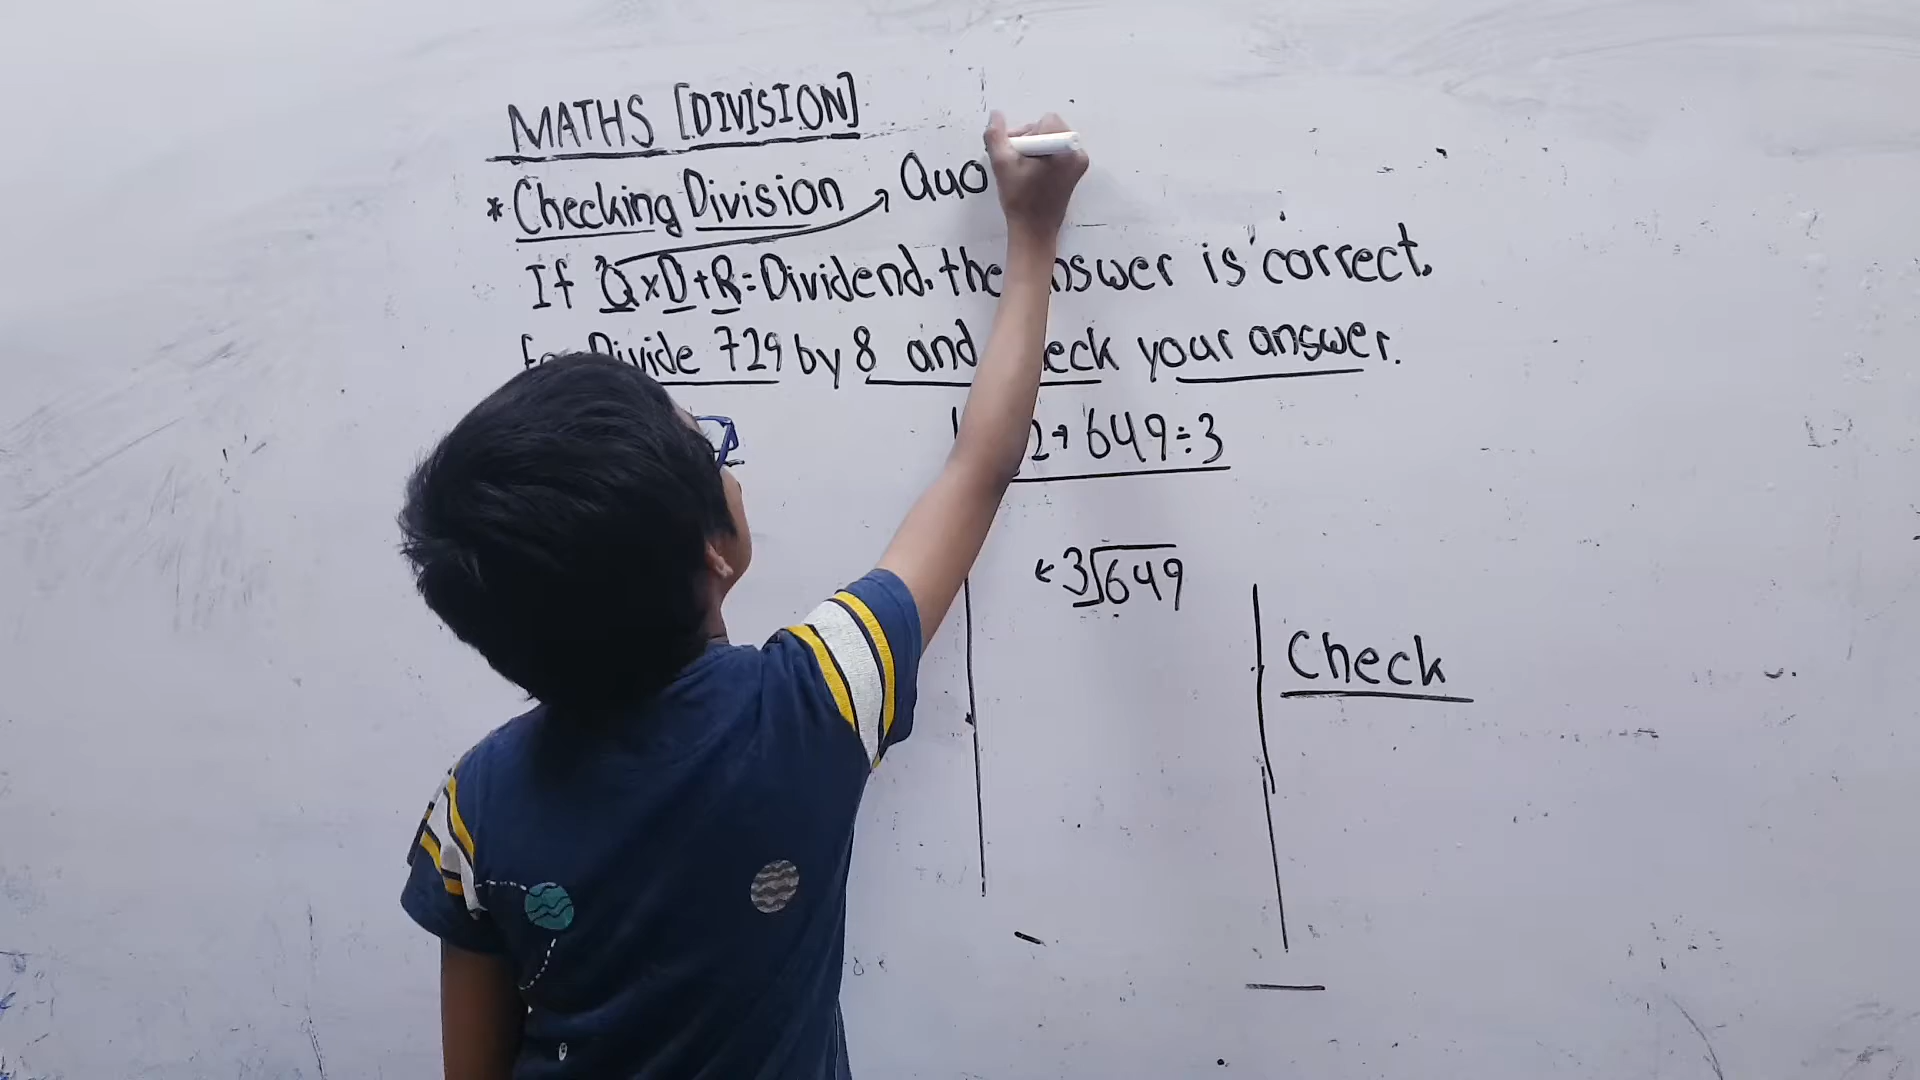 MATHS [DIVISION]
* Checking Division → Quo
If Q×D+R=Dividend, the answer is correct.
Divide 729 by 8 and check your answer.
2→ 649÷3
← 3√649
Check